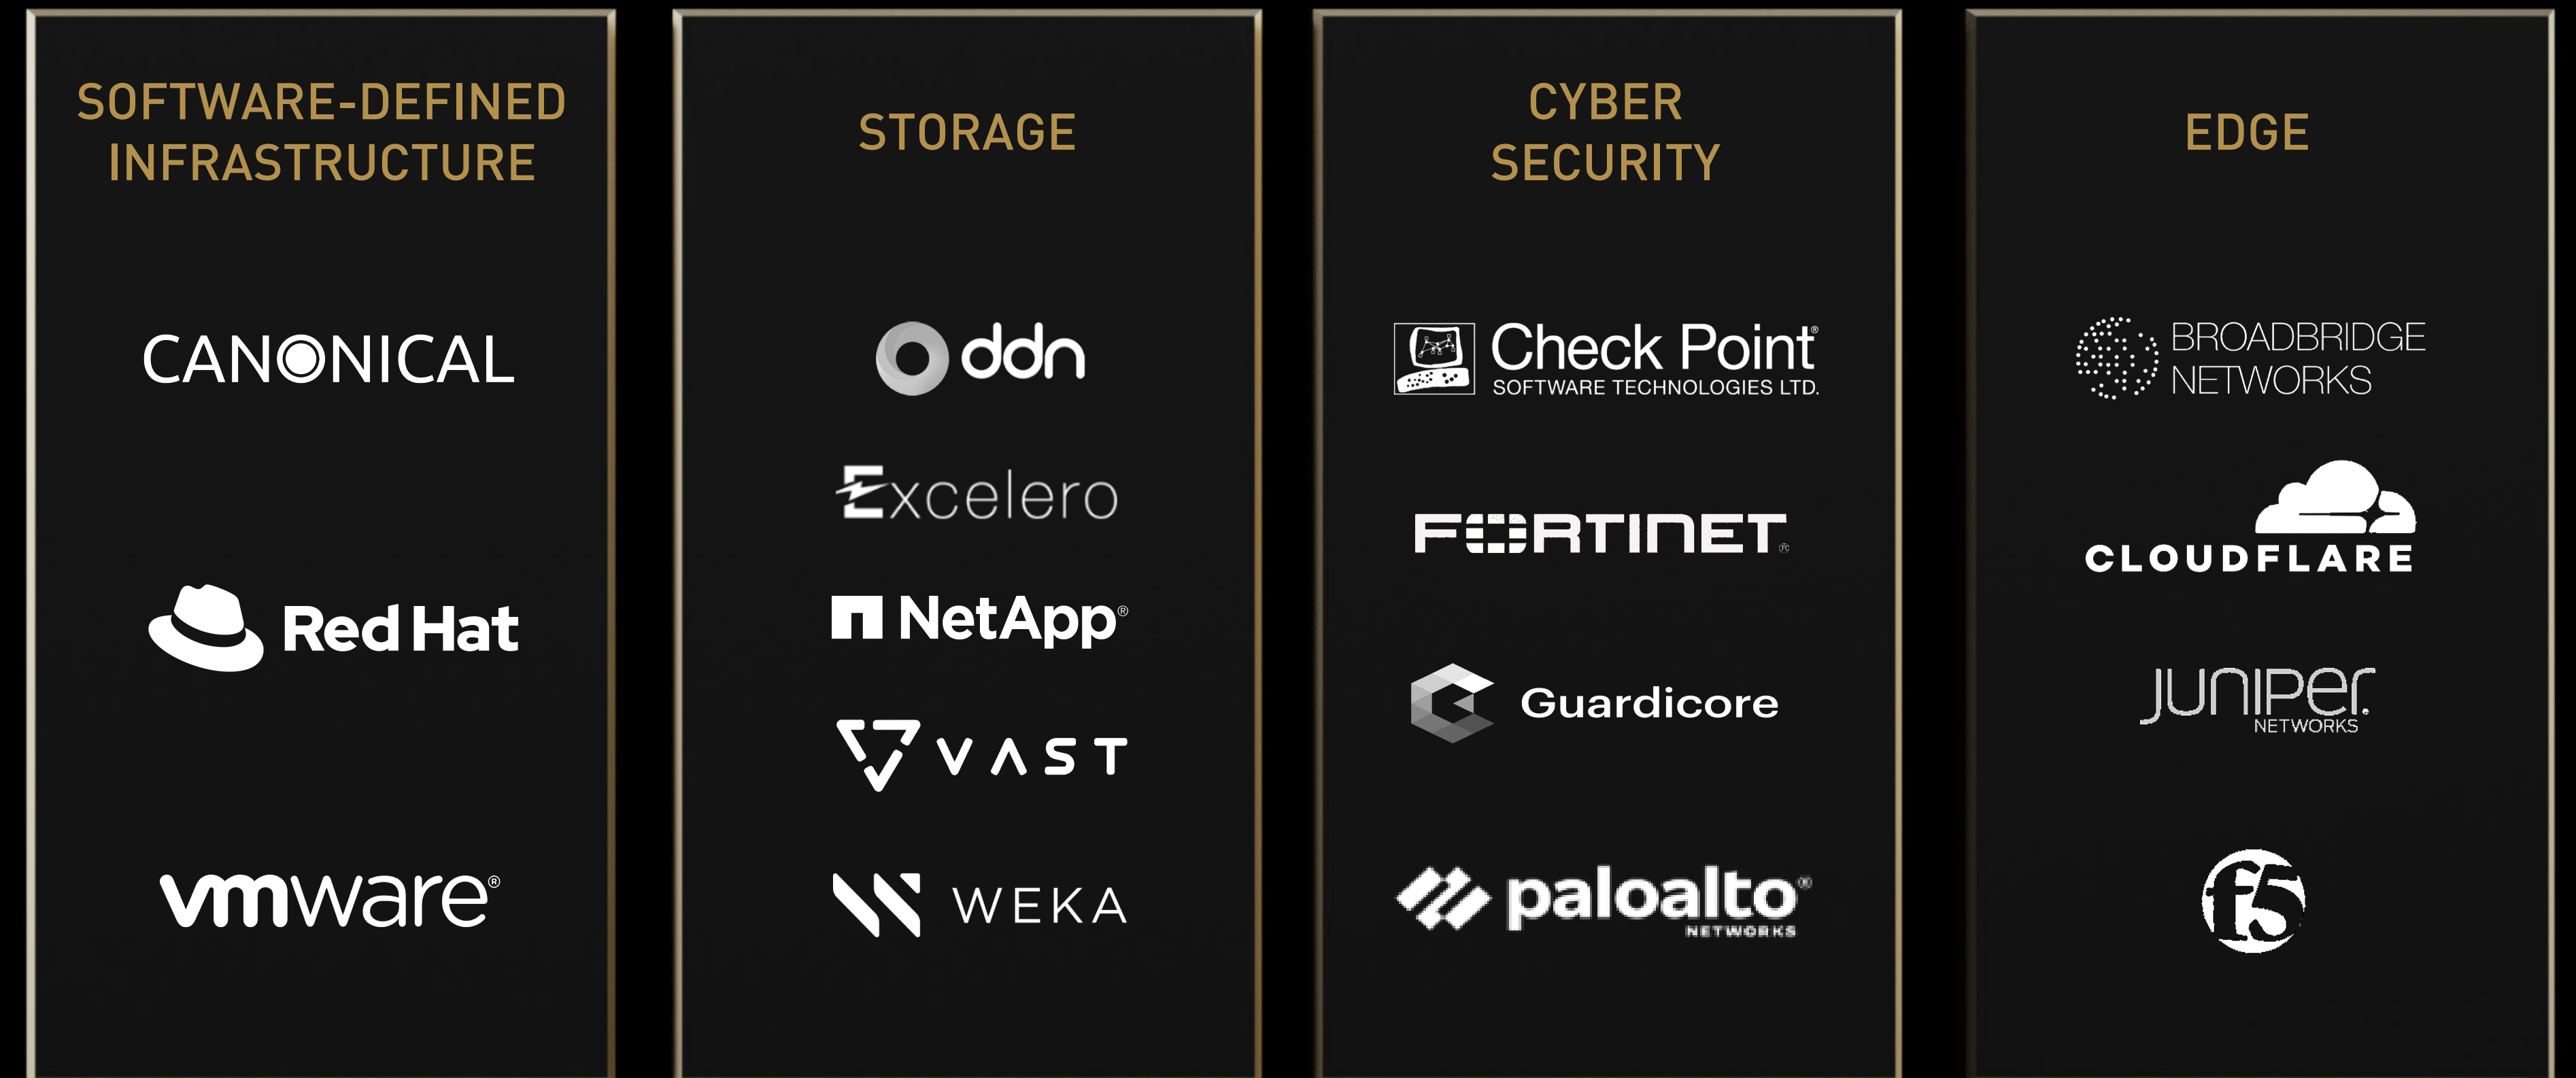 SOFTWARE-DEFINED
INFRASTRUCTURE
CANONICAL
Red Hat
vmware®
STORAGE
ddn
Excelero
NetApp®
VAST
WEKA
CYBER
SECURITY
Check Point®
SOFTWARE TECHNOLOGIES LTD.
FORTINET®
Guardicore
paloalto®
NETWORKS
EDGE
BROADBRIDGE
NETWORKS
CLOUDFLARE
JUNIPer
NETWORKS
f5